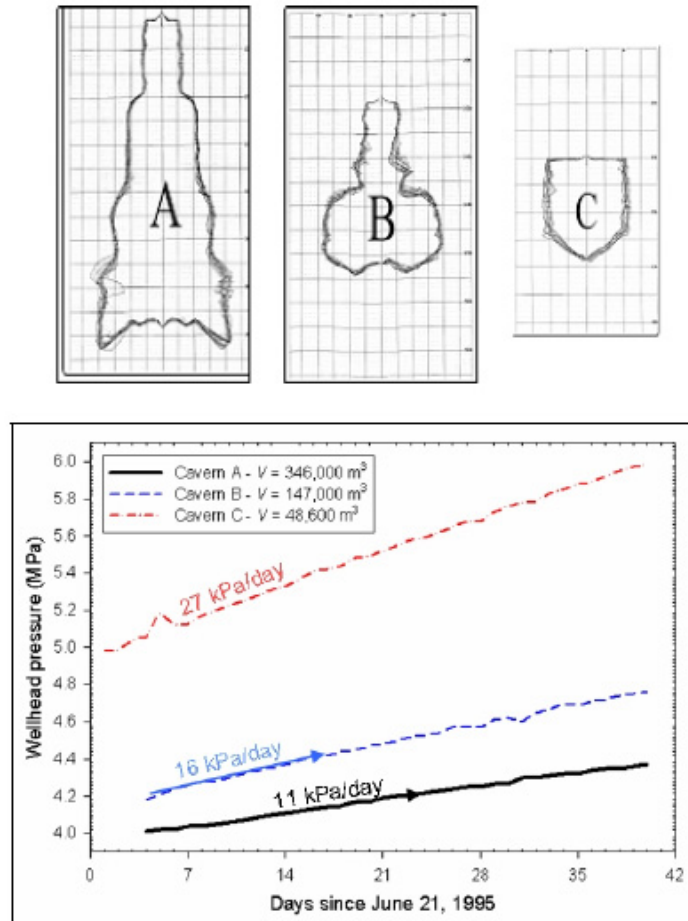 A
B
C
Cavern A - V = 346,000 m³
Cavern B - V = 147,000 m³
Cavern C - V = 48,600 m³
27 kPa/day
16 kPa/day
11 kPa/day
Wellhead pressure (MPa)
6.0
5.8
5.6
5.4
5.2
5.0
4.8
4.6
4.4
4.2
4.0
0 7 14 21 28 35 42
Days since June 21, 1995